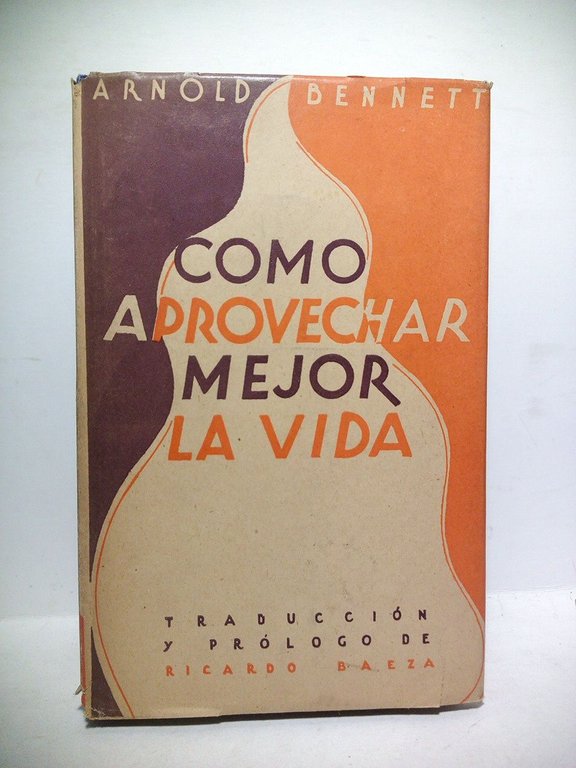 ARNOLD BENNETT
COMO
APROVECHAR
MEJOR
LA VIDA
TRADUCCIÓN
Y PRÓLOGO DE
RICARDO BAEZA